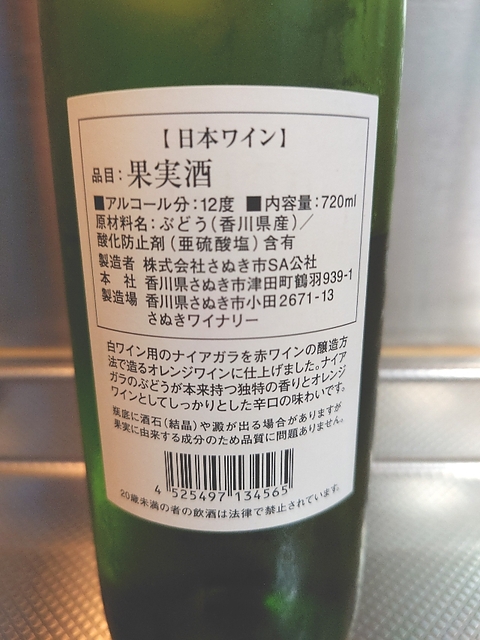 【日本ワイン】
品目：果実酒
■アルコール分：12度 ■内容量：720ml
原材料名：ぶどう（香川県産）／
酸化防止剤（亜硫酸塩）含有
製造者 株式会社さぬき市SA公社
本 社 香川県さぬき市津田町鶴羽939-1
製造場 香川県さぬき市小田2671-13
さぬきワイナリー
白ワイン用のナイアガラを赤ワインの醸造方
法で造るオレンジワインに仕上げました。ナイア
ガラのぶどうが本来持つ独特の香りとオレンジ
ワインとしてしっかりとした辛口の味わいです。
瓶底に酒石(結晶)や澱が出る場合がありますが
果実に由来する成分のため品質に問題ありません。
4 525497 134565
20歳未満の者の飲酒は法律で禁止されています。